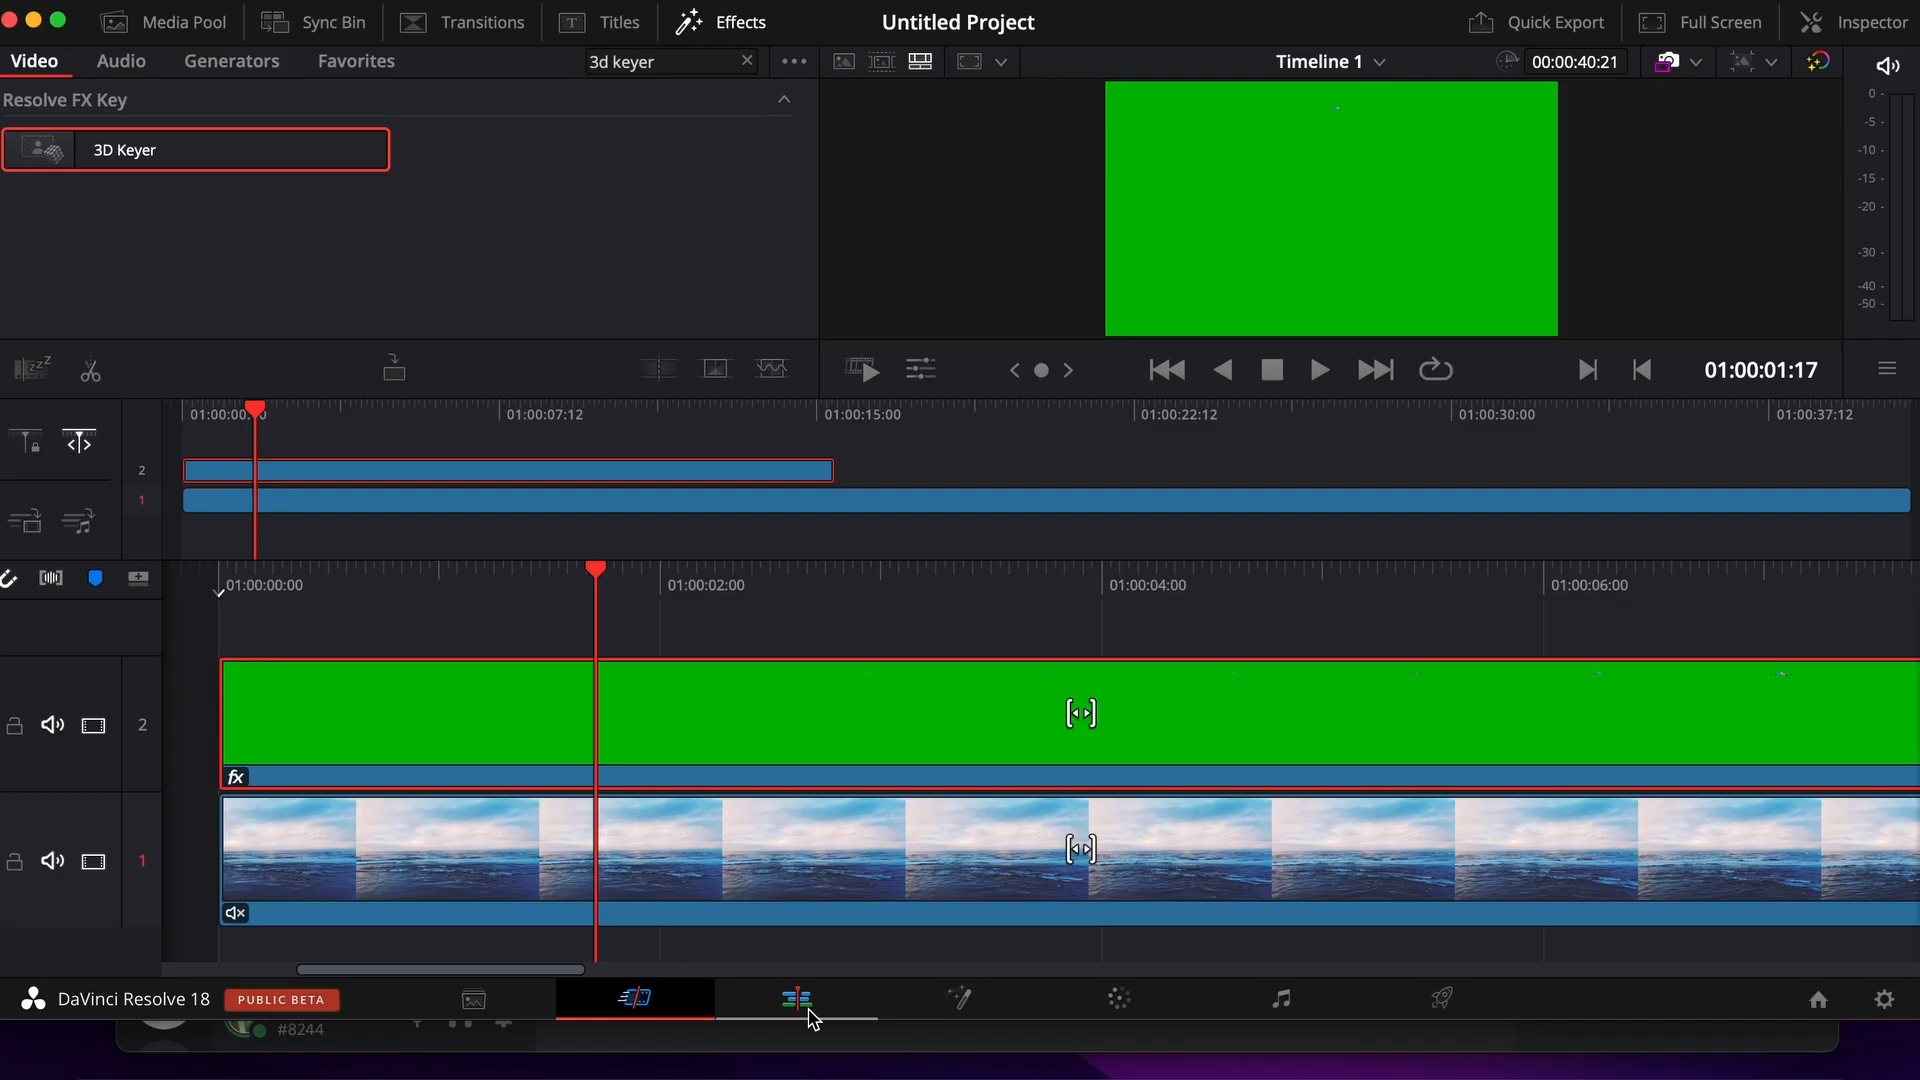 Media Pool
Sync Bin
Transitions
T
Titles
Effects
Untitled Project
Quick Export
Full Screen
Inspector
Video
Audio
Generators
Favorites
3d keyer
Timeline 1
00:00:40:21
Resolve FX Key
3D Keyer
0
-5
-10
-15
-20
-30
-40
-50
01:00:01:17
01:00:07:12
01:00:15:00
01:00:22:12
01:00:30:00
01:00:37:12
2
1
01:00:00:00
01:00:02:00
01:00:04:00
01:00:06:00
2
fx
1
DaVinci Resolve 18
PUBLIC BETA
#8244